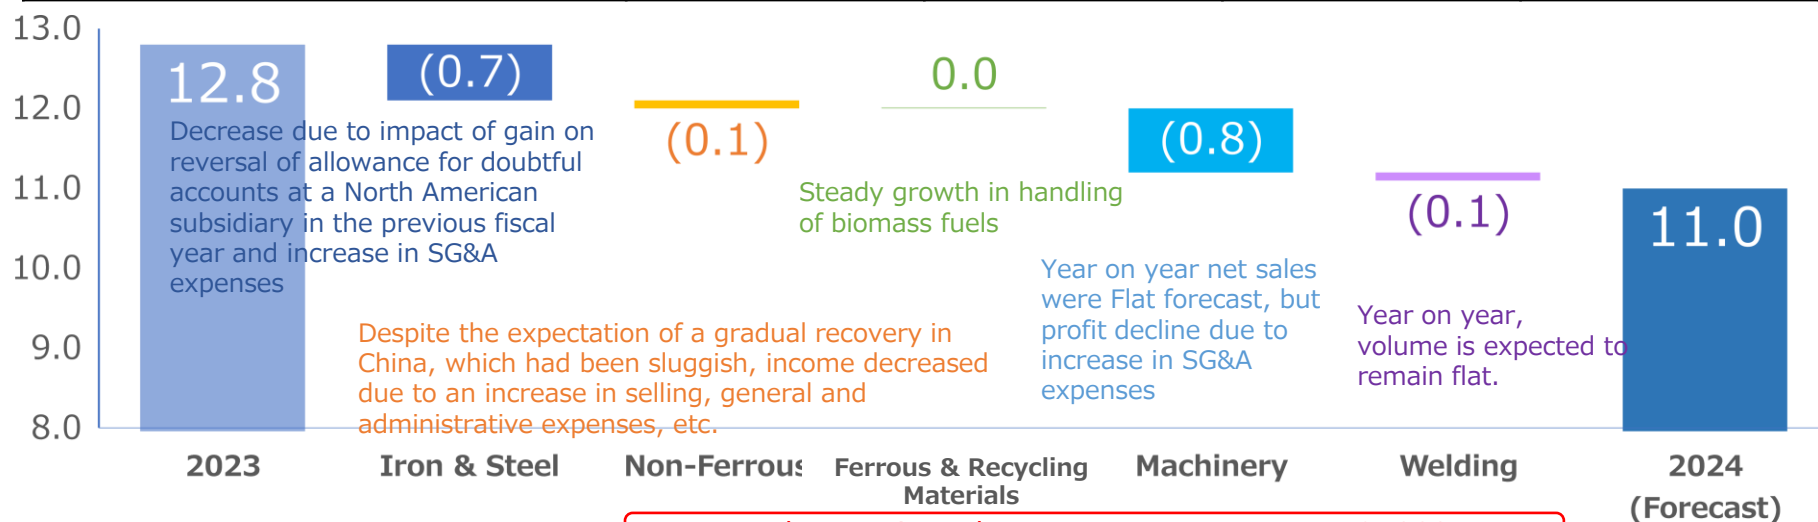 13.0
12.0
11.0
10.0
9.0
8.0
12.8
(0.7)
(0.1)
0.0
(0.8)
(0.1)
11.0
Decrease due to impact of gain on
reversal of allowance for doubtful
accounts at a North American
subsidiary in the previous fiscal
year and increase in SG&A
expenses
Despite the expectation of a gradual recovery in
China, which had been sluggish, income decreased
due to an increase in selling, general and
administrative expenses, etc.
Steady growth in handling
of biomass fuels
Year on year net sales
were Flat forecast, but
profit decline due to
increase in SG&A
expenses
Year on year,
volume is expected to
remain flat.
2023
Iron & Steel
Non-Ferrous
Ferrous & Recycling
Materials
Machinery
Welding
2024
(Forecast)